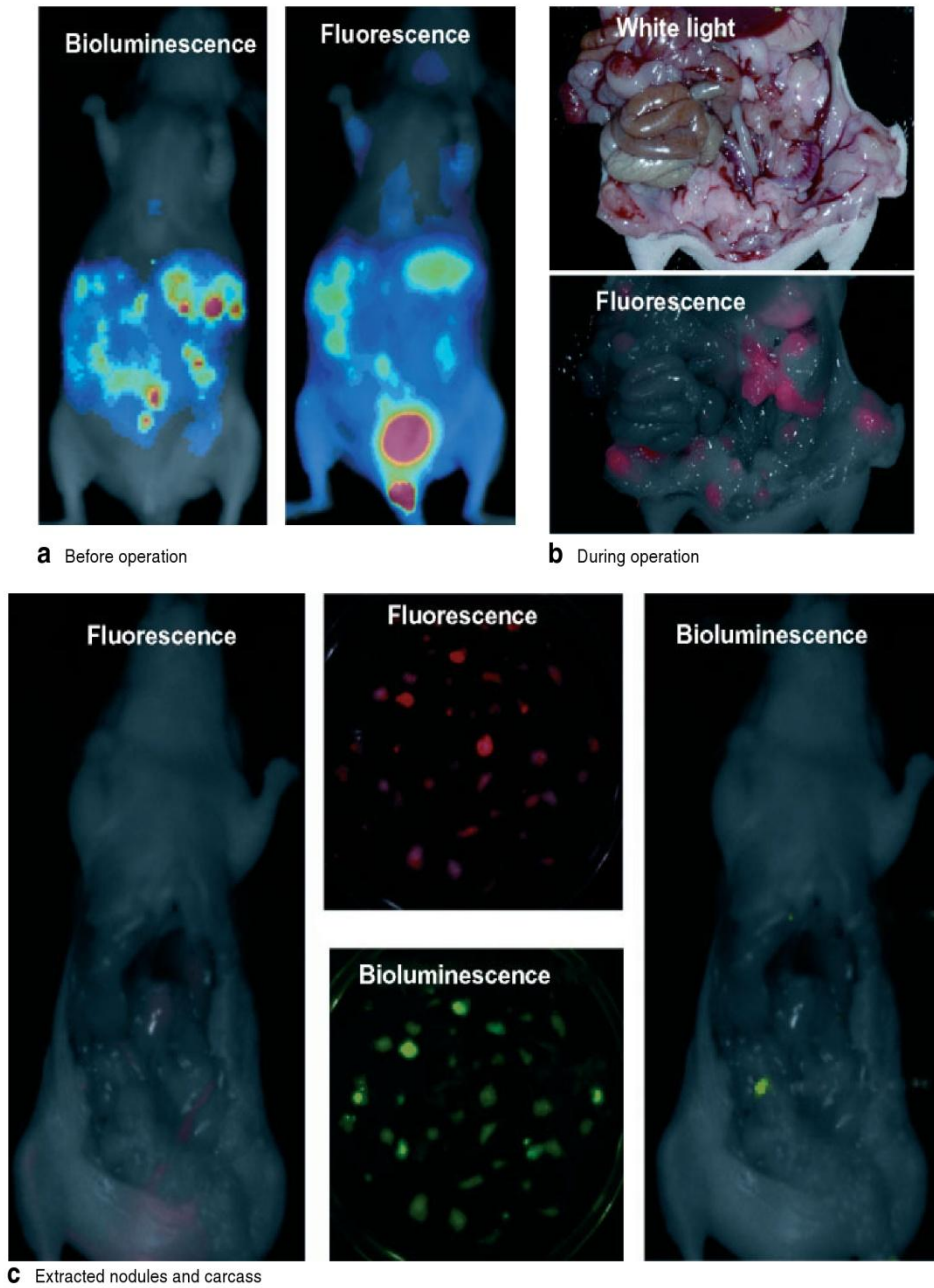 Bioluminescence
Fluorescence
a Before operation
White light
Fluorescence
b During operation
Fluorescence
Fluorescence
Bioluminescence
Bioluminescence
c Extracted nodules and carcass